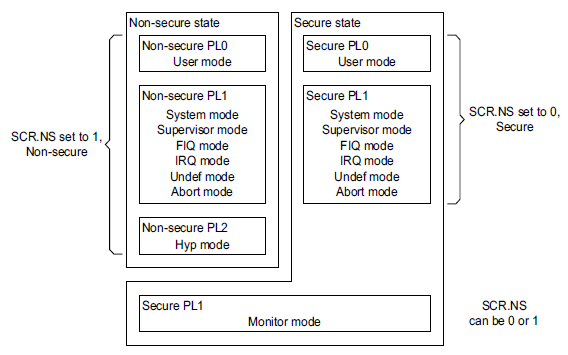 Non-secure state
Secure state
Non-secure PL0
User mode
Secure PL0
User mode
Non-secure PL1
System mode
Supervisor mode
FIQ mode
IRQ mode
Undef mode
Abort mode
Secure PL1
System mode
Supervisor mode
FIQ mode
IRQ mode
Undef mode
Abort mode
SCR.NS set to 1,
Non-secure
SCR.NS set to 0,
Secure
Non-secure PL2
Hyp mode
Secure PL1
Monitor mode
SCR.NS
can be 0 or 1